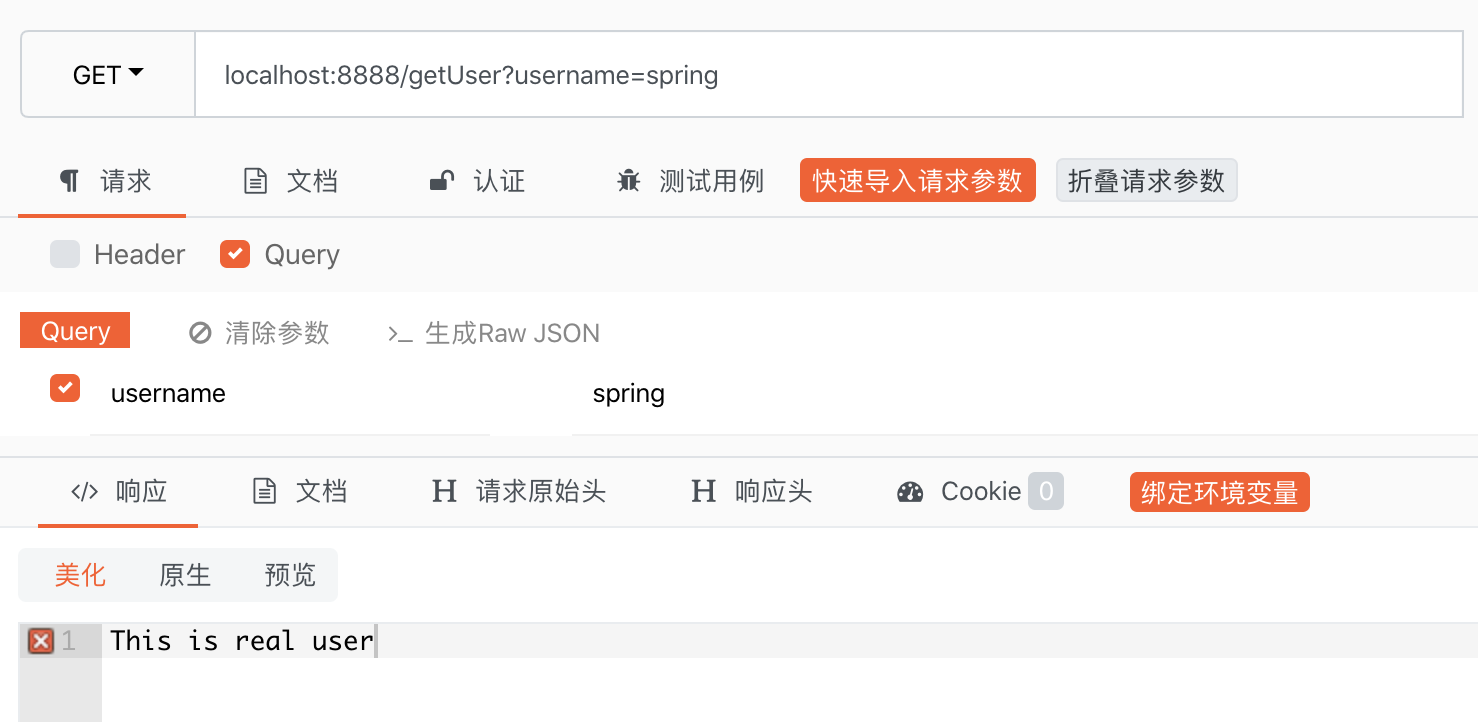 GET localhost:8888/getUser?username=spring
请求 文档 认证 测试用例 快速导入请求参数 折叠请求参数
Header Query
Query 清除参数 >_ 生成Raw JSON
username spring
</> 响应 文档 H 请求原始头 H 响应头 Cookie 0 绑定环境变量
美化 原生 预览
1 This is real user